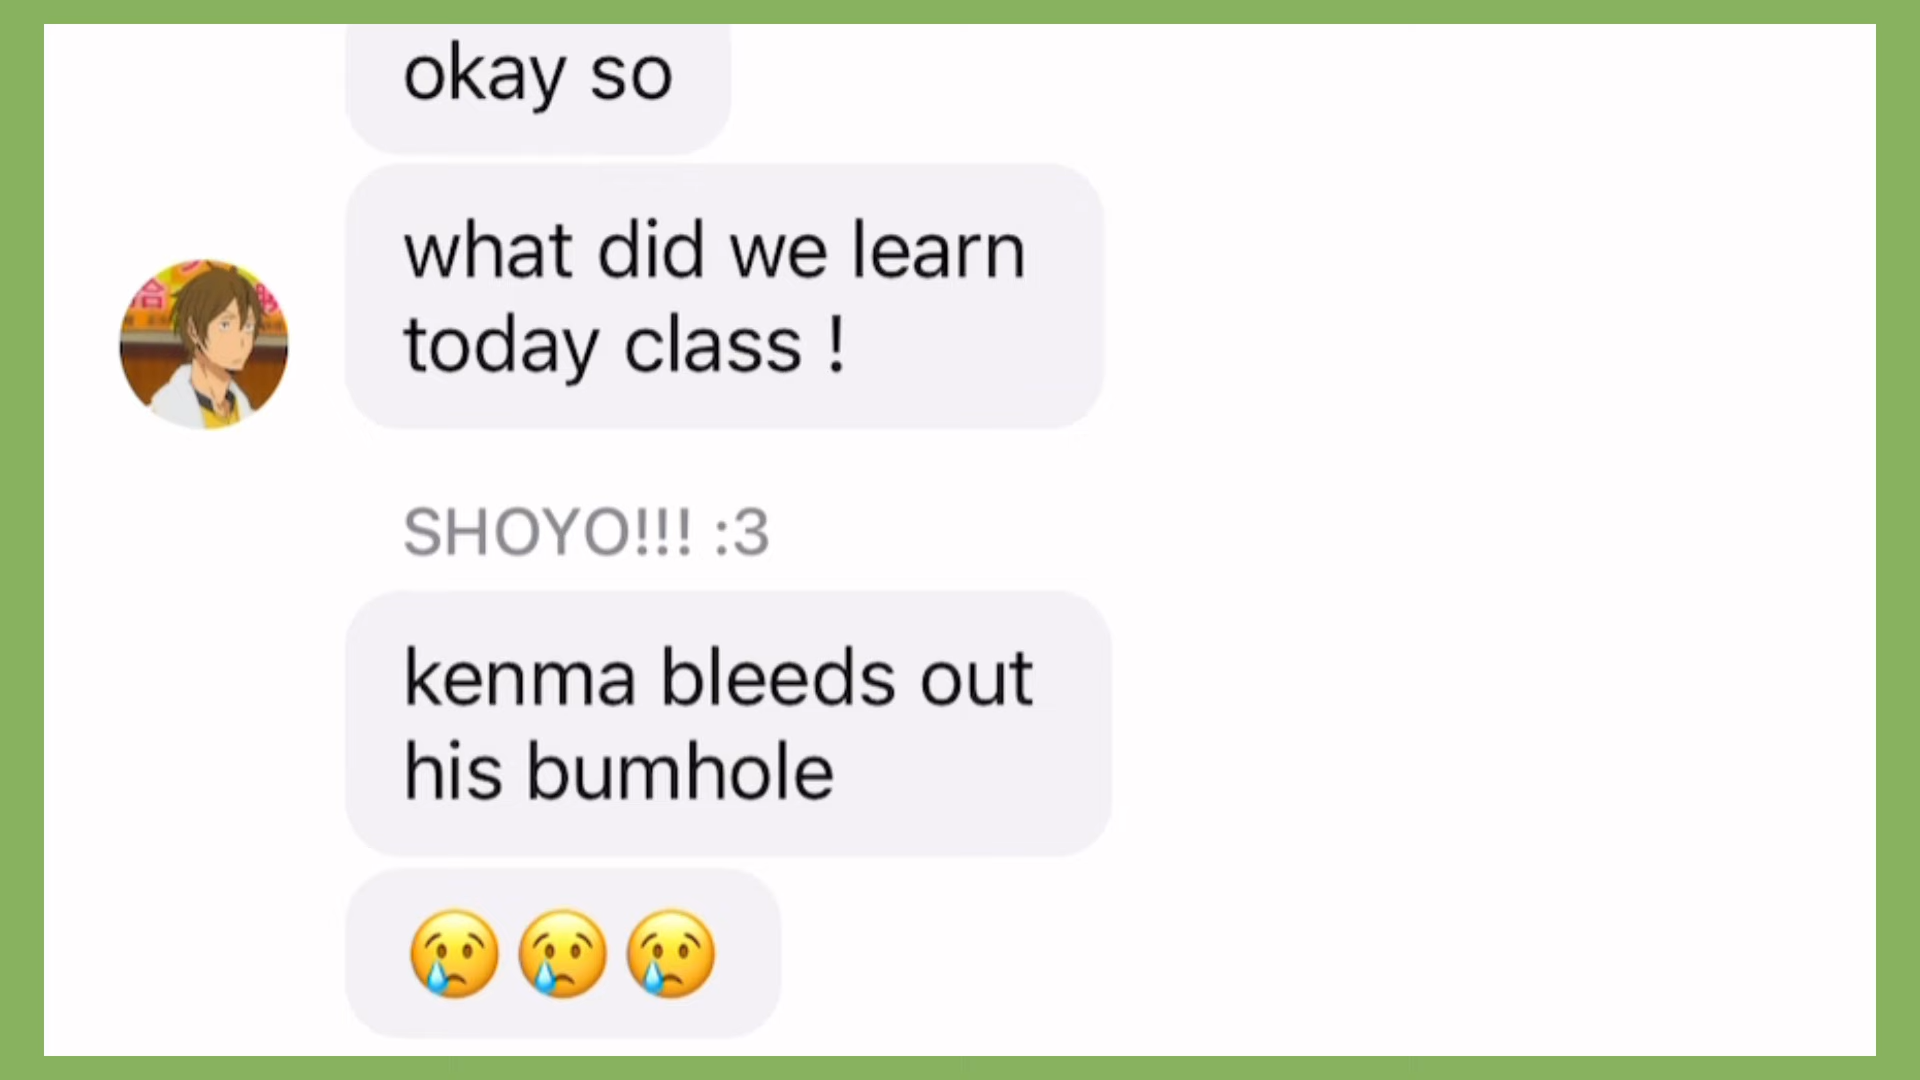 okay so
what did we learn
today class !
SHOYO!!! :3
kenma bleeds out
his bumhole
😢😢😢